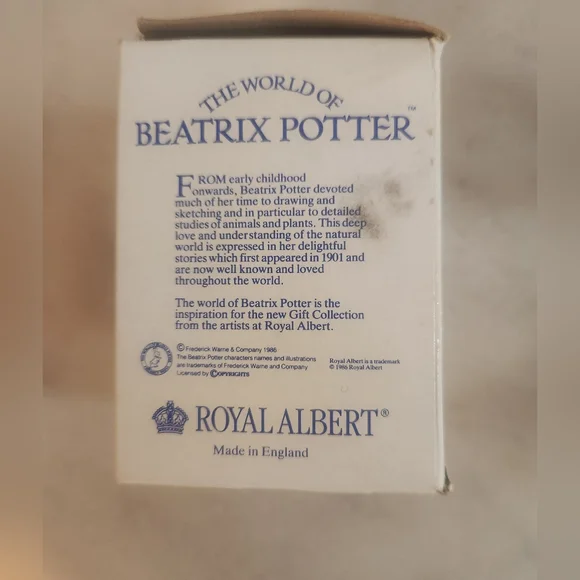 THE WORLD OF
BEATRIX POTTER™
FROM early childhood
onwards, Beatrix Potter devoted
much of her time to drawing and
sketching and in particular to detailed
studies of animals and plants. This deep
love and understanding of the natural
world is expressed in her delightful
stories which first appeared in 1901 and
are now well known and loved
throughout the world.
The world of Beatrix Potter is the
inspiration for the new Gift Collection
from the artists at Royal Albert.
© Frederick Warne & Company 1986
The Beatrix Potter characters names and illustrations
are trademarks of Frederick Warne and Company
Licensed by © COPYRIGHTS
Royal Albert is a trademark
© 1986 Royal Albert
ROYAL ALBERT®
Made in England